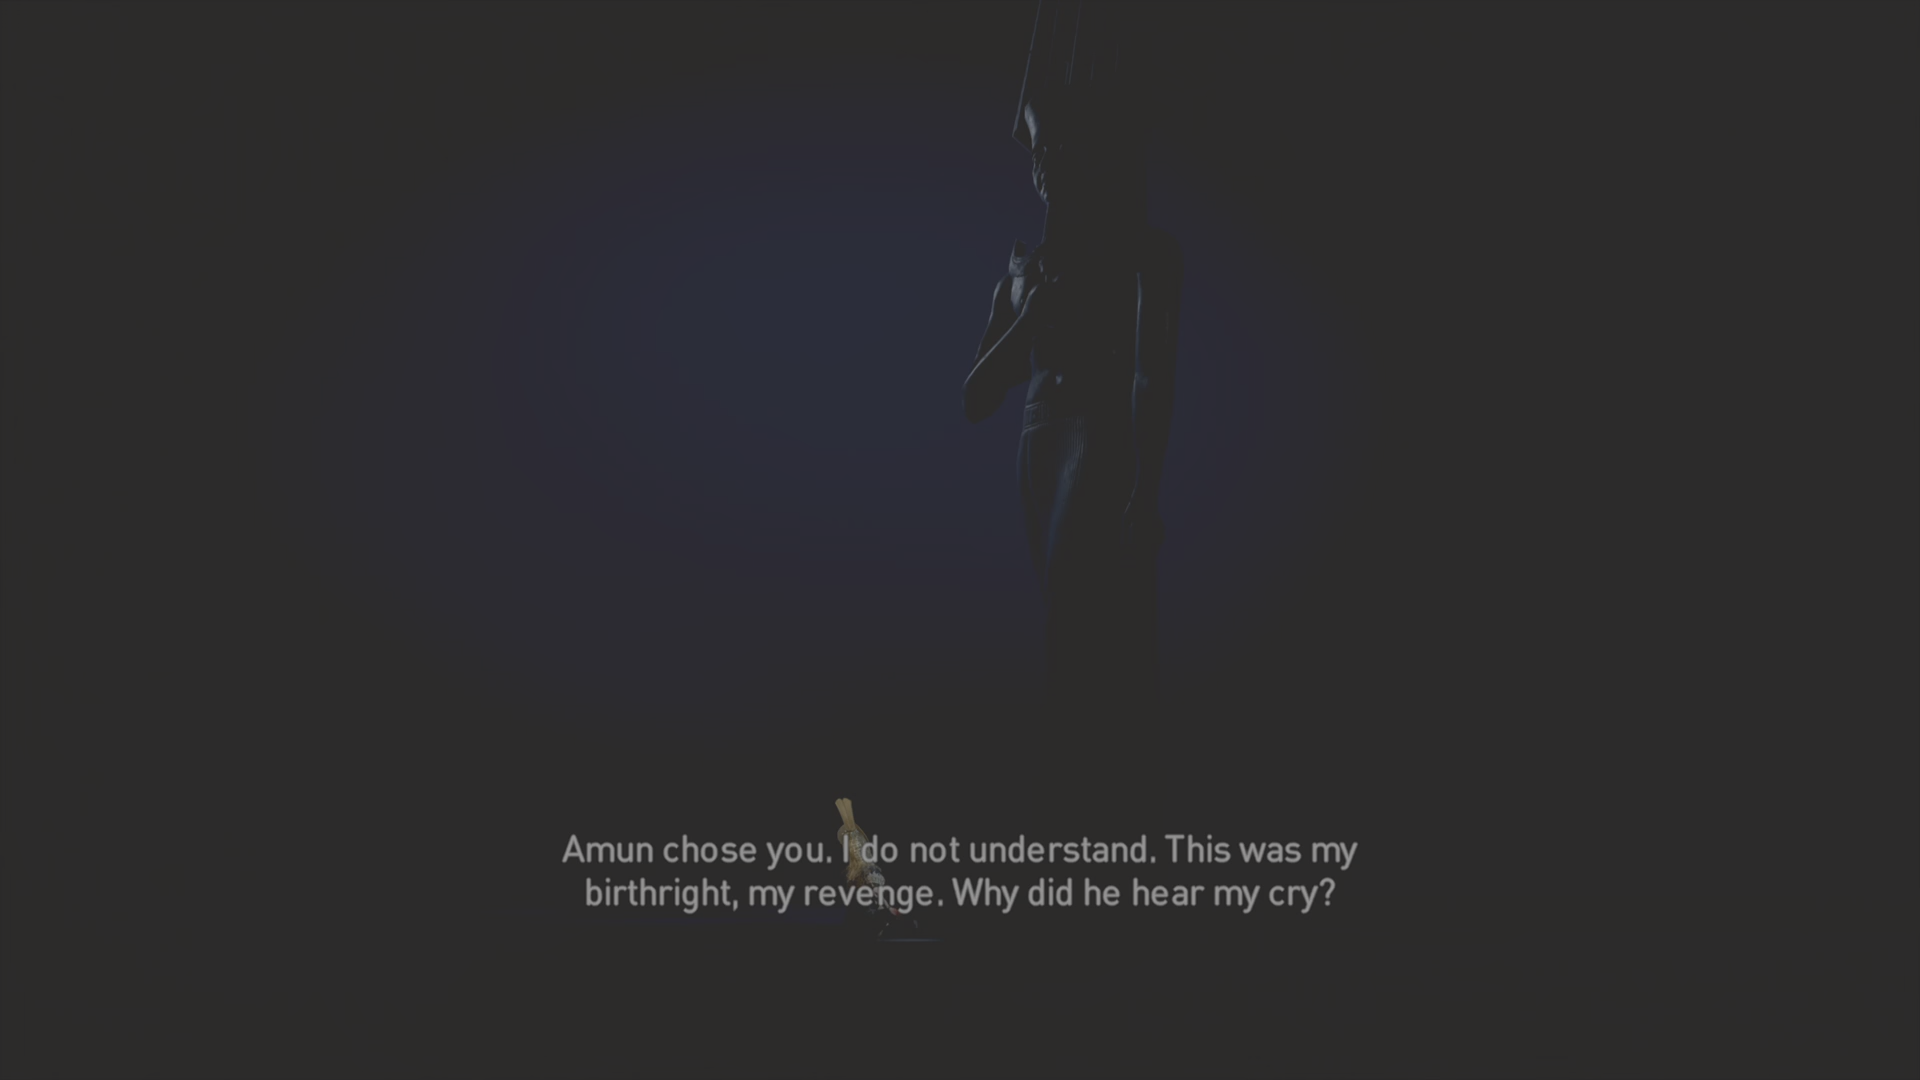 Amun chose you. I do not understand. This was my
birthright, my revenge. Why did he hear my cry?